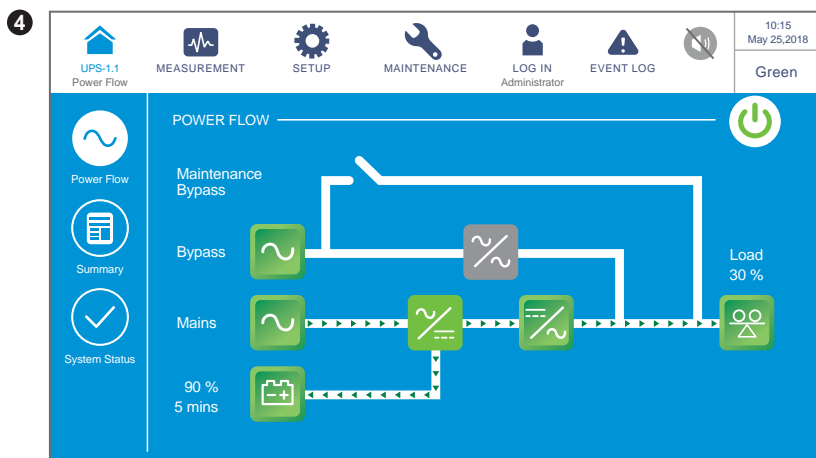 4
UPS-1.1
Power Flow
MEASUREMENT
SETUP
MAINTENANCE
LOG IN
Administrator
EVENT LOG
10:15
May 25,2018
Green
Power Flow
Summary
System Status
POWER FLOW
Maintenance
Bypass
Bypass
Load
30 %
Mains
90 %
5 mins